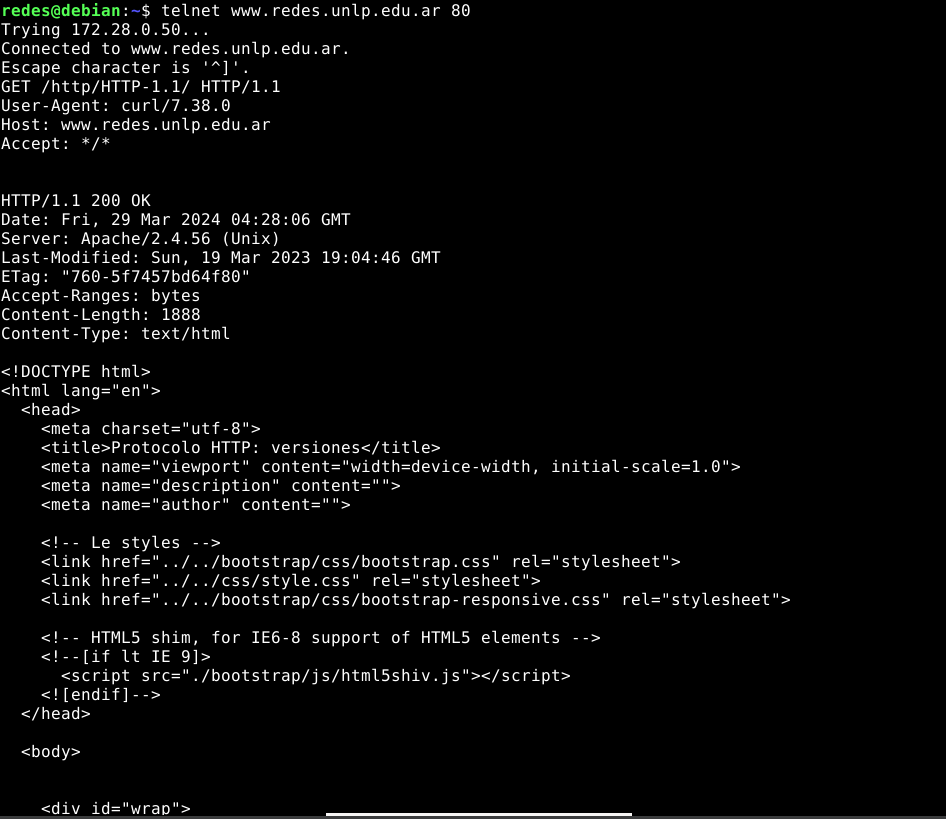 redes@debian:~$ telnet www.redes.unlp.edu.ar 80
Trying 172.28.0.50...
Connected to www.redes.unlp.edu.ar.
Escape character is '^]'.
GET /http/HTTP-1.1/ HTTP/1.1
User-Agent: curl/7.38.0
Host: www.redes.unlp.edu.ar
Accept: */*


HTTP/1.1 200 OK
Date: Fri, 29 Mar 2024 04:28:06 GMT
Server: Apache/2.4.56 (Unix)
Last-Modified: Sun, 19 Mar 2023 19:04:46 GMT
ETag: "760-5f7457bd64f80"
Accept-Ranges: bytes
Content-Length: 1888
Content-Type: text/html

<!DOCTYPE html>
<html lang="en">
  <head>
    <meta charset="utf-8">
    <title>Protocolo HTTP: versiones</title>
    <meta name="viewport" content="width=device-width, initial-scale=1.0">
    <meta name="description" content="">
    <meta name="author" content="">

    <!-- Le styles -->
    <link href="../../bootstrap/css/bootstrap.css" rel="stylesheet">
    <link href="../../css/style.css" rel="stylesheet">
    <link href="../../bootstrap/css/bootstrap-responsive.css" rel="stylesheet">

    <!-- HTML5 shim, for IE6-8 support of HTML5 elements -->
    <!--[if lt IE 9]>
      <script src="./bootstrap/js/html5shiv.js"></script>
    <![endif]-->
  </head>

  <body>


    <div id="wrap">